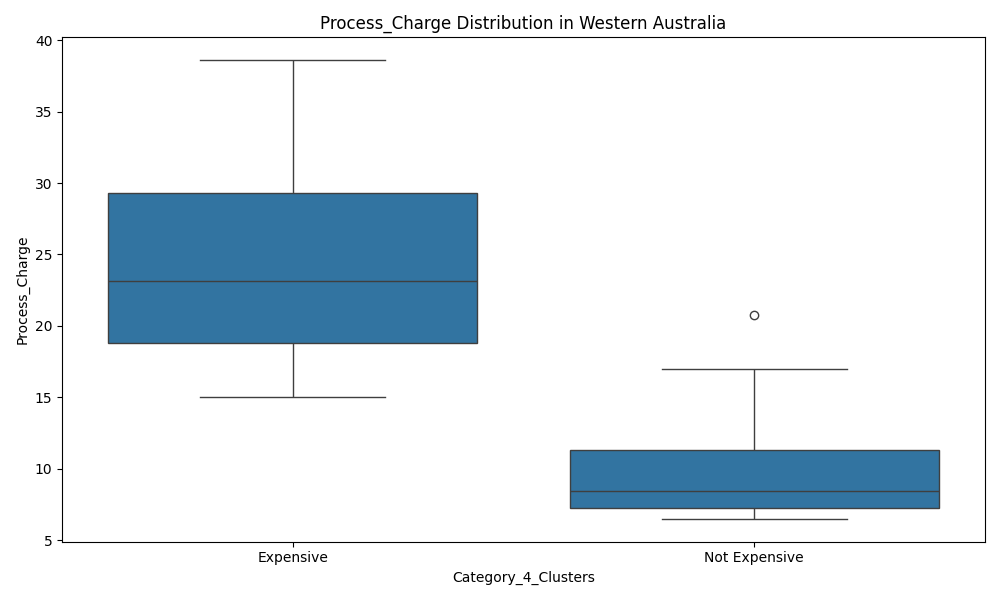 Process_Charge Distribution in Western Australia
Process_Charge
40
35
30
25
20
15
10
5
Expensive
Not Expensive
Category_4_Clusters